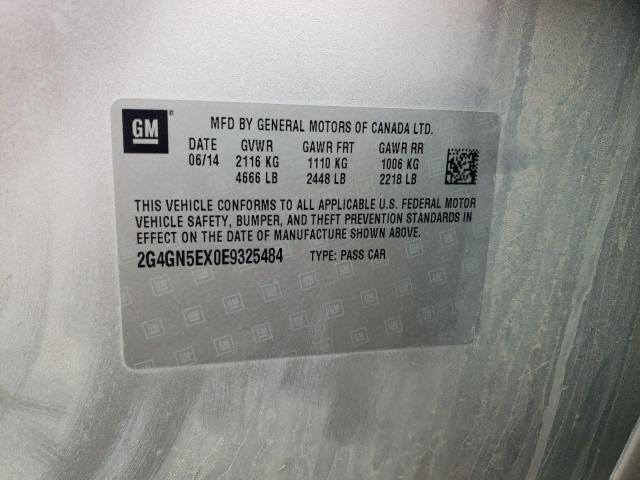 GM
MFD BY GENERAL MOTORS OF CANADA LTD.
DATE GVWR GAWR FRT GAWR RR
06/14 2116 KG 1110 KG 1006 KG
4666 LB 2448 LB 2218 LB
THIS VEHICLE CONFORMS TO ALL APPLICABLE U.S. FEDERAL MOTOR
VEHICLE SAFETY, BUMPER, AND THEFT PREVENTION STANDARDS IN
EFFECT ON THE DATE OF MANUFACTURE SHOWN ABOVE.
2G4GN5EX0E9325484 TYPE: PASS CAR